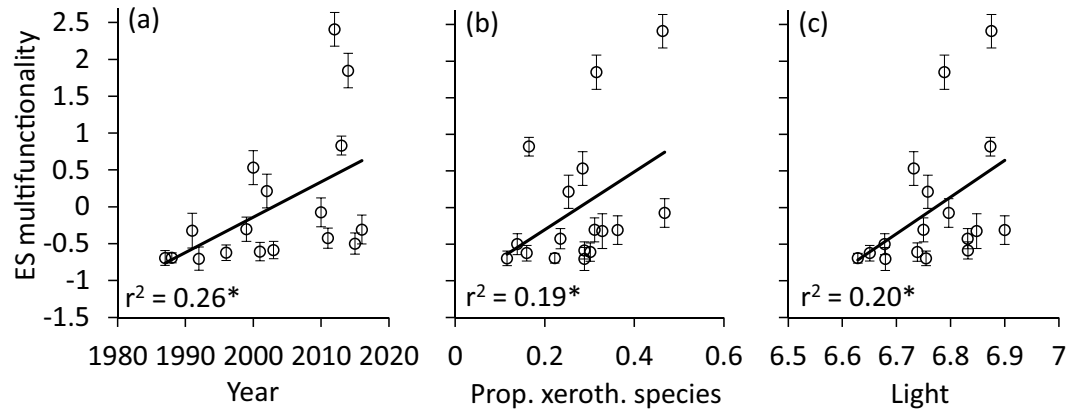 (a)
(b)
(c)
ES multifunctionality
2.5
2
1.5
1
0.5
0
-0.5
-1
-1.5
r² = 0.26*
r² = 0.19*
r² = 0.20*
1980 1990 2000 2010 2020
0 0.2 0.4 0.6
6.5 6.6 6.7 6.8 6.9 7
Year
Prop. xeroth. species
Light